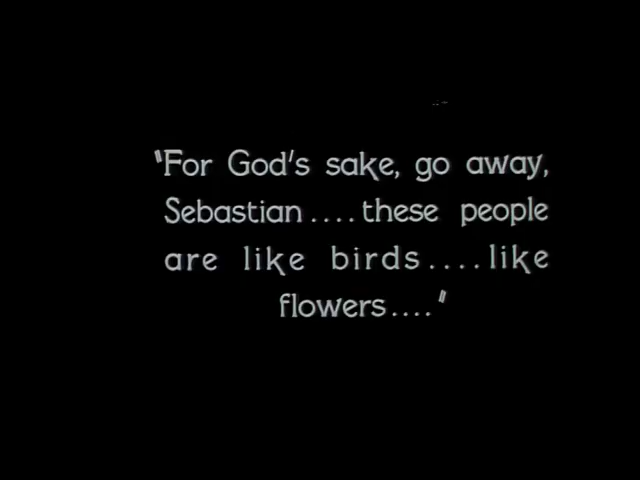 "For God's sake, go away,
Sebastian....these people
are like birds....like
flowers...."